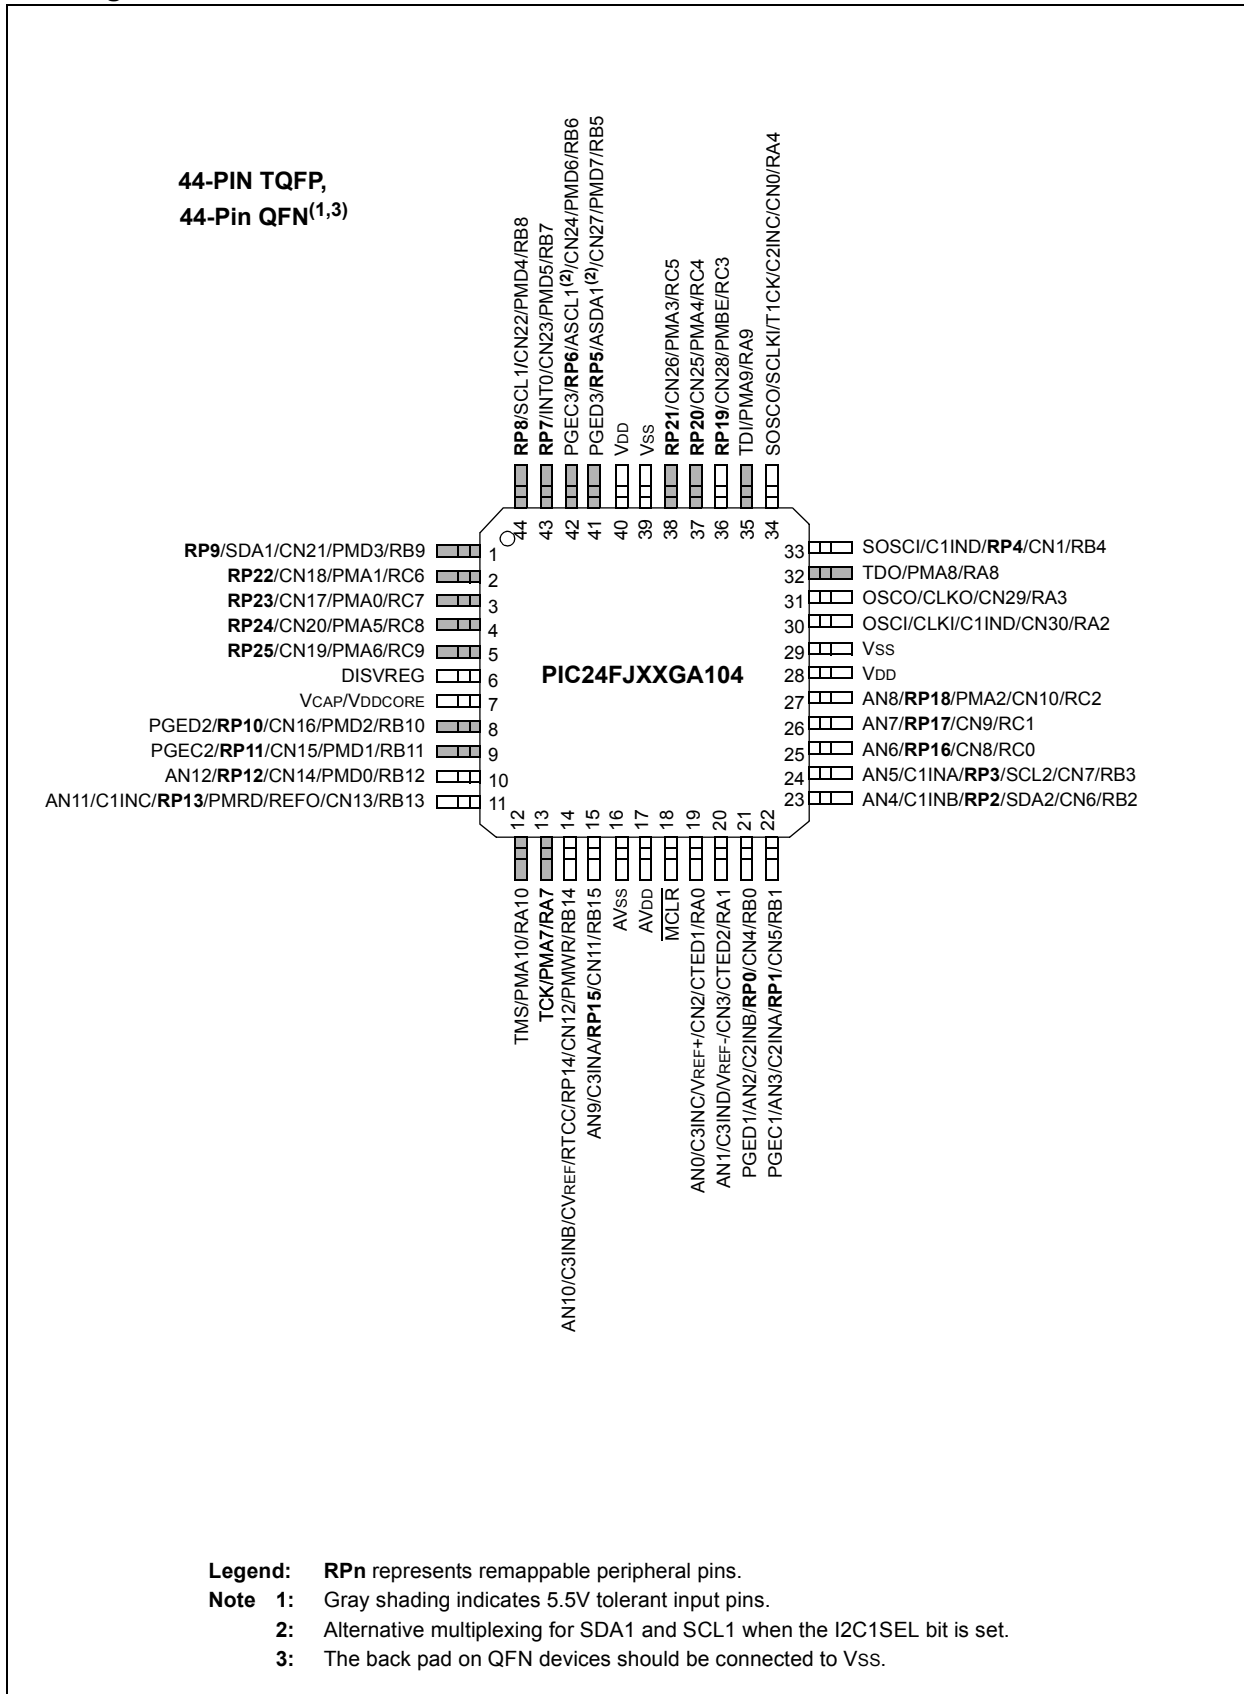 44-PIN TQFP,
44-Pin QFN(1,3)
RP8/SCL1/CN22/PMD4/RB8
RP7/INT0/CN23/PMD5/RB7
PGEC3/RP6/ASCL1(2)/CN24/PMD6/RB6
PGED3/RP5/ASDA1(2)/CN27/PMD7/RB5
VDD
VSS
RP21/CN26/PMA3/RC5
RP20/CN25/PMA4/RC4
RP19/CN28/PMBE/RC3
TDI/PMA9/RA9
SOSCO/SCLKI/T1CK/C2INC/CN0/RA4
44 43 42 41 40 39 38 37 36 35 34
RP9/SDA1/CN21/PMD3/RB9 1
RP22/CN18/PMA1/RC6 2
RP23/CN17/PMA0/RC7 3
RP24/CN20/PMA5/RC8 4
RP25/CN19/PMA6/RC9 5
DISVREG 6
VCAP/VDDCORE 7
PGED2/RP10/CN16/PMD2/RB10 8
PGEC2/RP11/CN15/PMD1/RB11 9
AN12/RP12/CN14/PMD0/RB12 10
AN11/C1INC/RP13/PMRD/REFO/CN13/RB13 11
PIC24FJXXGA104
33 SOSCI/C1IND/RP4/CN1/RB4
32 TDO/PMA8/RA8
31 OSCO/CLKO/CN29/RA3
30 OSCI/CLKI/C1IND/CN30/RA2
29 VSS
28 VDD
27 AN8/RP18/PMA2/CN10/RC2
26 AN7/RP17/CN9/RC1
25 AN6/RP16/CN8/RC0
24 AN5/C1INA/RP3/SCL2/CN7/RB3
23 AN4/C1INB/RP2/SDA2/CN6/RB2
12 13 14 15 16 17 18 19 20 21 22
TMS/PMA10/RA10
TCK/PMA7/RA7
AN10/C3INB/CVREF/RTCC/RP14/CN12/PMWR/RB14
AN9/C3INA/RP15/CN11/RB15
AVSS
AVDD
MCLR
AN0/C3INC/VREF+/CN2/CTED1/RA0
AN1/C3IND/VREF-/CN3/CTED2/RA1
PGED1/AN2/C2INB/RP0/CN4/RB0
PGEC1/AN3/C2INA/RP1/CN5/RB1
Legend: RPn represents remappable peripheral pins.
Note 1: Gray shading indicates 5.5V tolerant input pins.
2: Alternative multiplexing for SDA1 and SCL1 when the I2C1SEL bit is set.
3: The back pad on QFN devices should be connected to VSS.